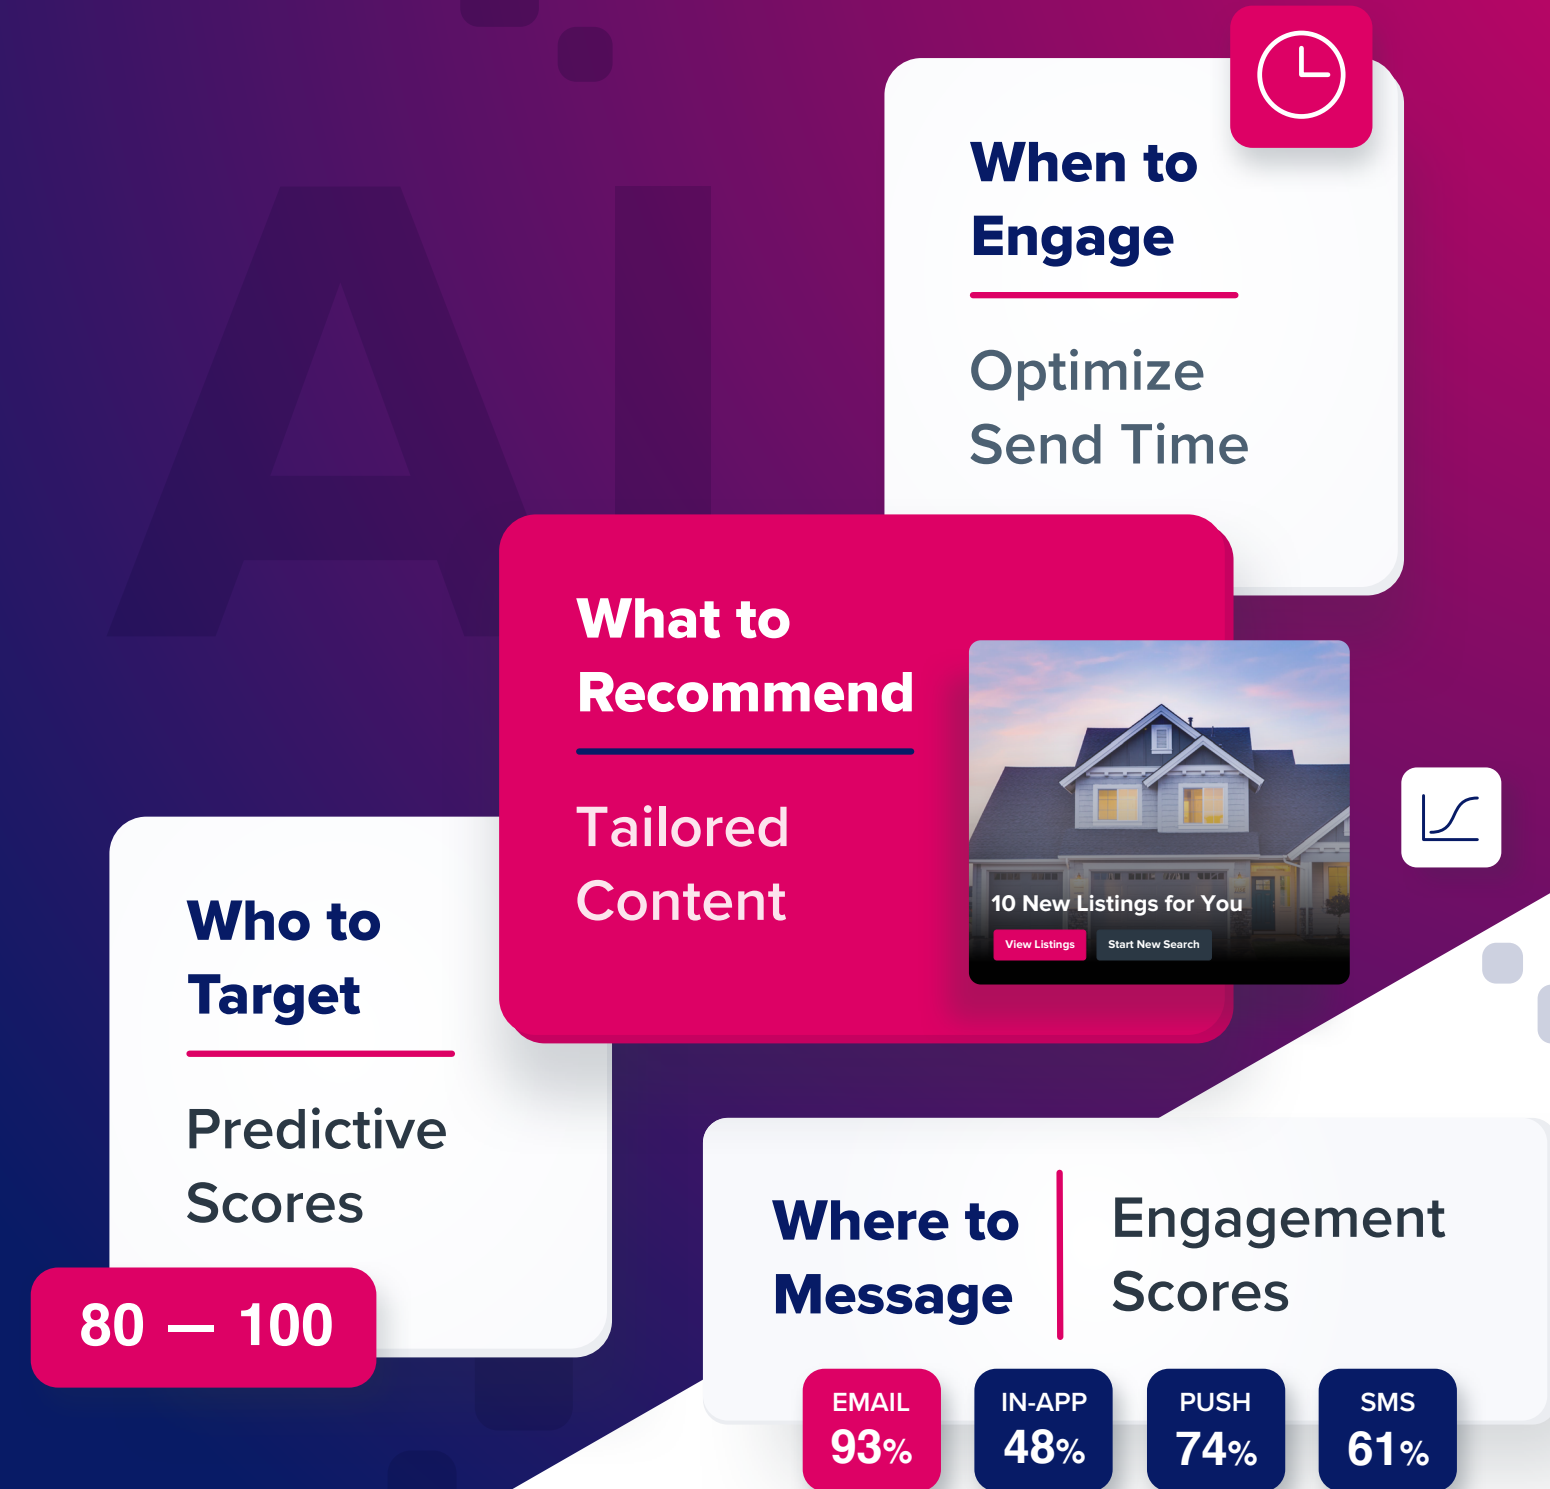 AI
When to
Engage
Optimize
Send Time
What to
Recommend
Tailored
Content
10 New Listings for You
View Listings
Start New Search
Who to
Target
Predictive
Scores
80 — 100
Where to
Message
Engagement
Scores
EMAIL
93%
IN-APP
48%
PUSH
74%
SMS
61%